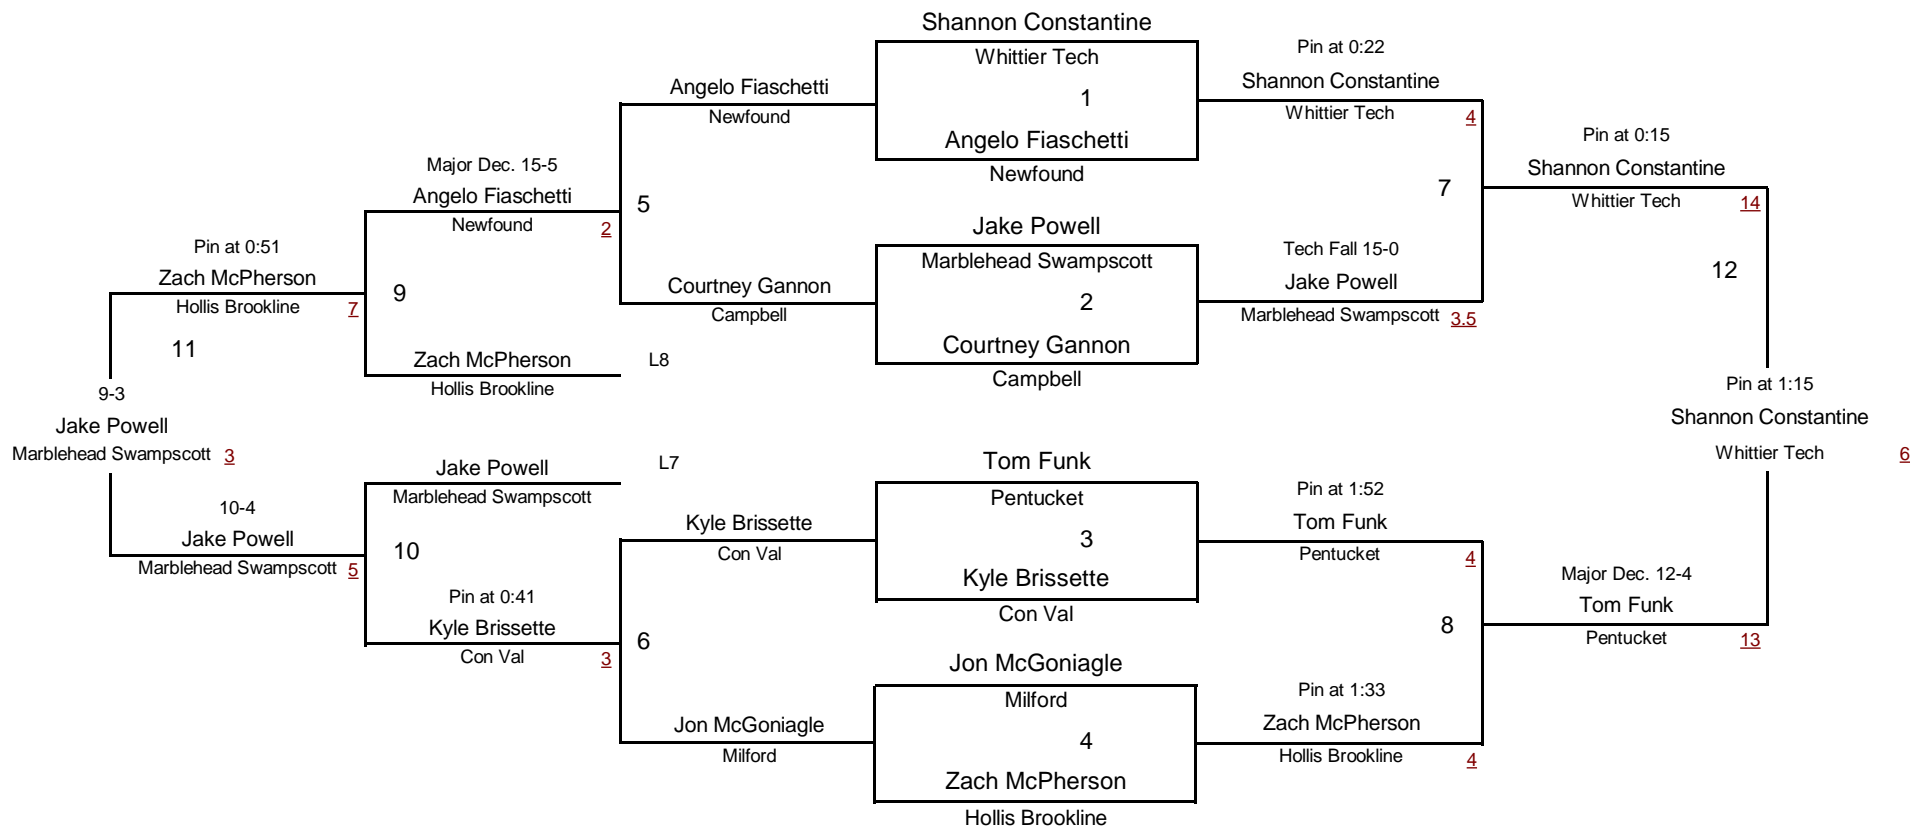 Shannon Constantine
Whittier Tech
1
Angelo Fiaschetti
Newfound
Jake Powell
Marblehead Swampscott
2
Courtney Gannon
Campbell
Tom Funk
Pentucket
3
Kyle Brissette
Con Val
Jon McGoniagle
Milford
4
Zach McPherson
Hollis Brookline
Pin at 0:22
Shannon Constantine
Whittier Tech 4
7
Tech Fall 15-0
Jake Powell
Marblehead Swampscott 3.5
Pin at 1:52
Tom Funk
Pentucket 4
8
Pin at 1:33
Zach McPherson
Hollis Brookline 4
Pin at 0:15
Shannon Constantine
Whittier Tech 14
12
Major Dec. 12-4
Tom Funk
Pentucket 13
Pin at 1:15
Shannon Constantine
Whittier Tech 6
Angelo Fiaschetti
Newfound
5
Courtney Gannon
Campbell
Kyle Brissette
Con Val
6
Jon McGoniagle
Milford
Major Dec. 15-5
Angelo Fiaschetti
Newfound 2
9
Zach McPherson L8
Hollis Brookline
Jake Powell L7
Marblehead Swampscott
10
Pin at 0:41
Kyle Brissette
Con Val 3
Pin at 0:51
Zach McPherson
Hollis Brookline 7
11
10-4
Jake Powell
Marblehead Swampscott 5
9-3
Jake Powell
Marblehead Swampscott 3